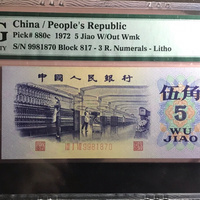 China / People's Republic
Pick# 880c 1972 5 Jiao W/Out Wmk
S/N 9981870 Block 817 - 3 R. Numerals - Litho
中国人民银行
伍角
5
WU
JIAO
9981870